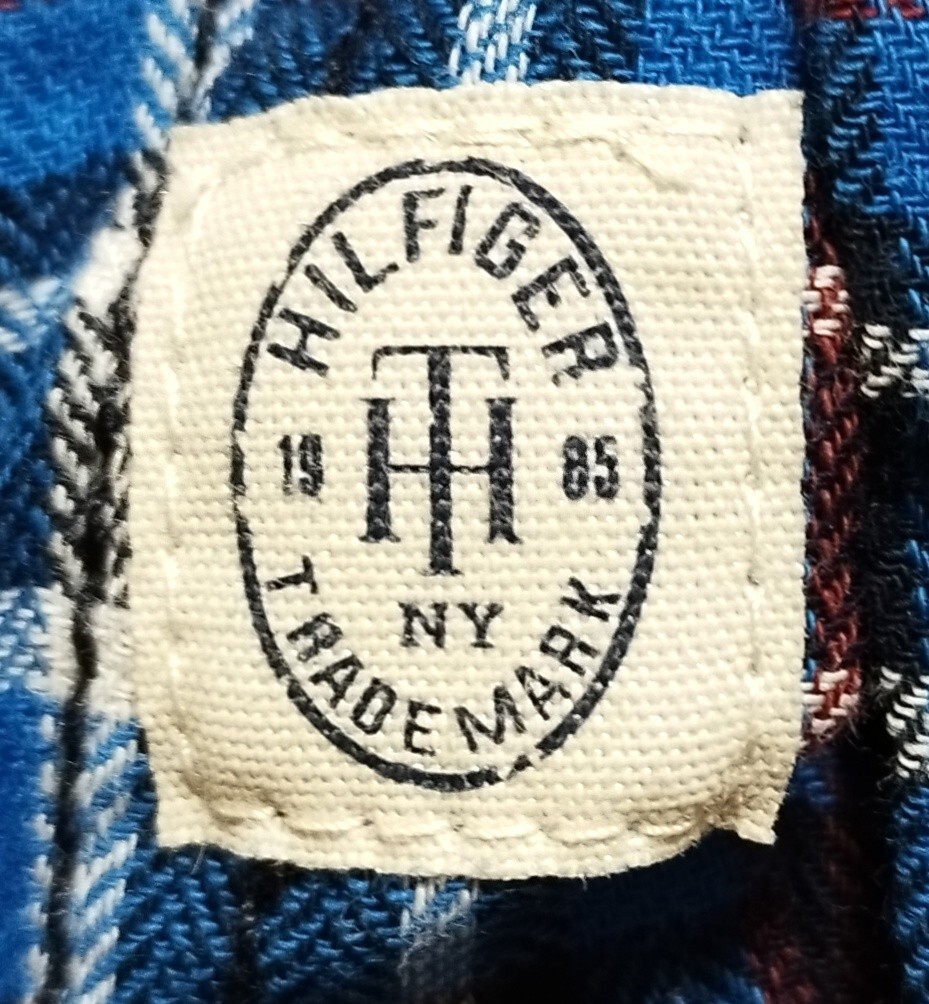 HILFIGER
TH
19 85
NY
TRADEMARK